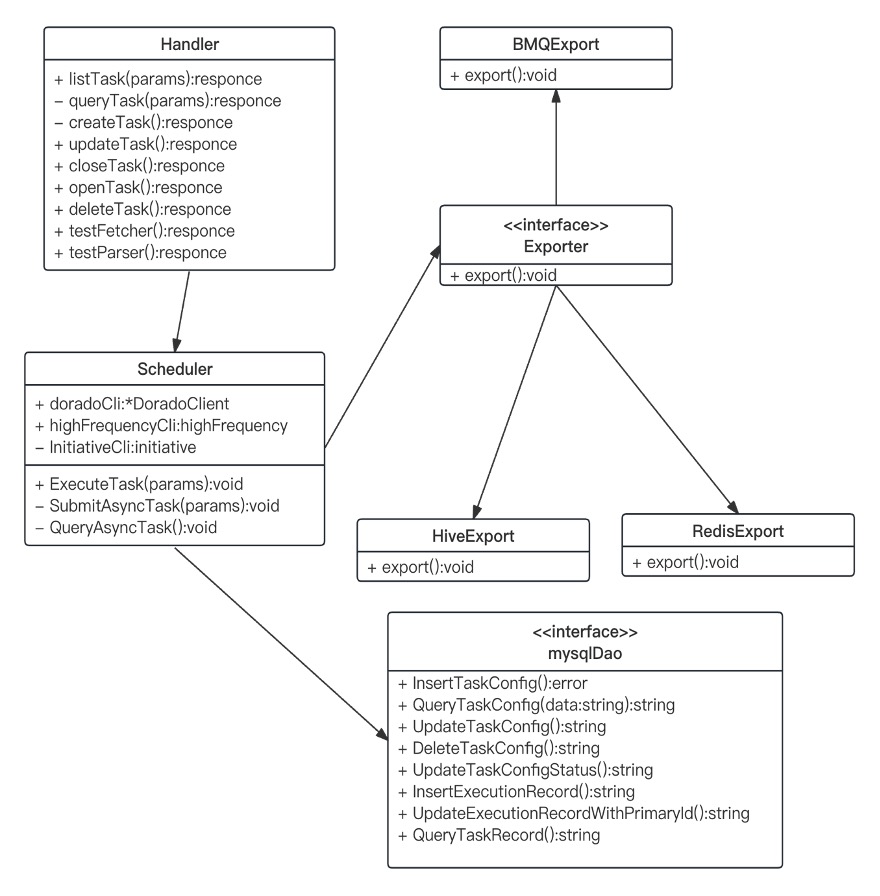 Handler
+ listTask(params):responce
− queryTask(params):responce
− createTask():responce
+ updateTask():responce
+ closeTask():responce
+ openTask():responce
+ deleteTask():responce
+ testFetcher():responce
+ testParser():responce
BMQExport
+ export():void
<<interface>>
Exporter
+ export():void
Scheduler
+ doradoCli:*DoradoClient
+ highFrequencyCli:highFrequency
− InitiativeCli:initiative
+ ExecuteTask(params):void
− SubmitAsyncTask(params):void
− QueryAsyncTask():void
HiveExport
+ export():void
RedisExport
+ export():void
<<interface>>
mysqlDao
+ InsertTaskConfig():error
+ QueryTaskConfig(data:string):string
+ UpdateTaskConfig():string
+ DeleteTaskConfig():string
+ UpdateTaskConfigStatus():string
+ InsertExecutionRecord():string
+ UpdateExecutionRecordWithPrimaryId():string
+ QueryTaskRecord():string